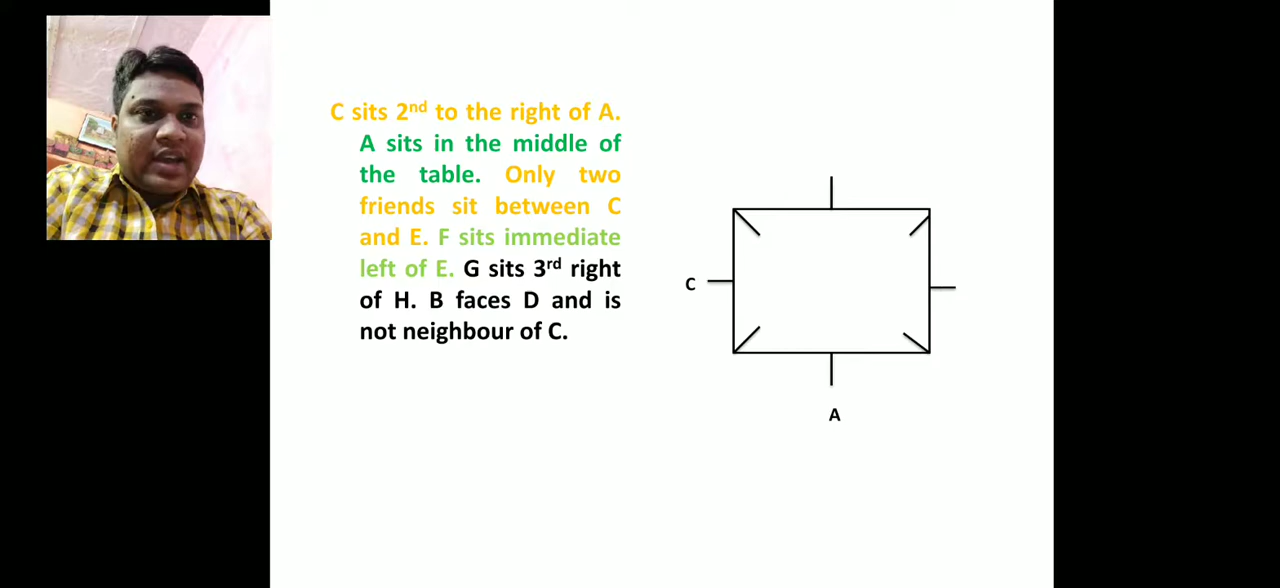 C sits 2nd to the right of A.
A sits in the middle of
the table. Only two
friends sit between C
and E. F sits immediate
left of E. G sits 3rd right
of H. B faces D and is
not neighbour of C.
C
A